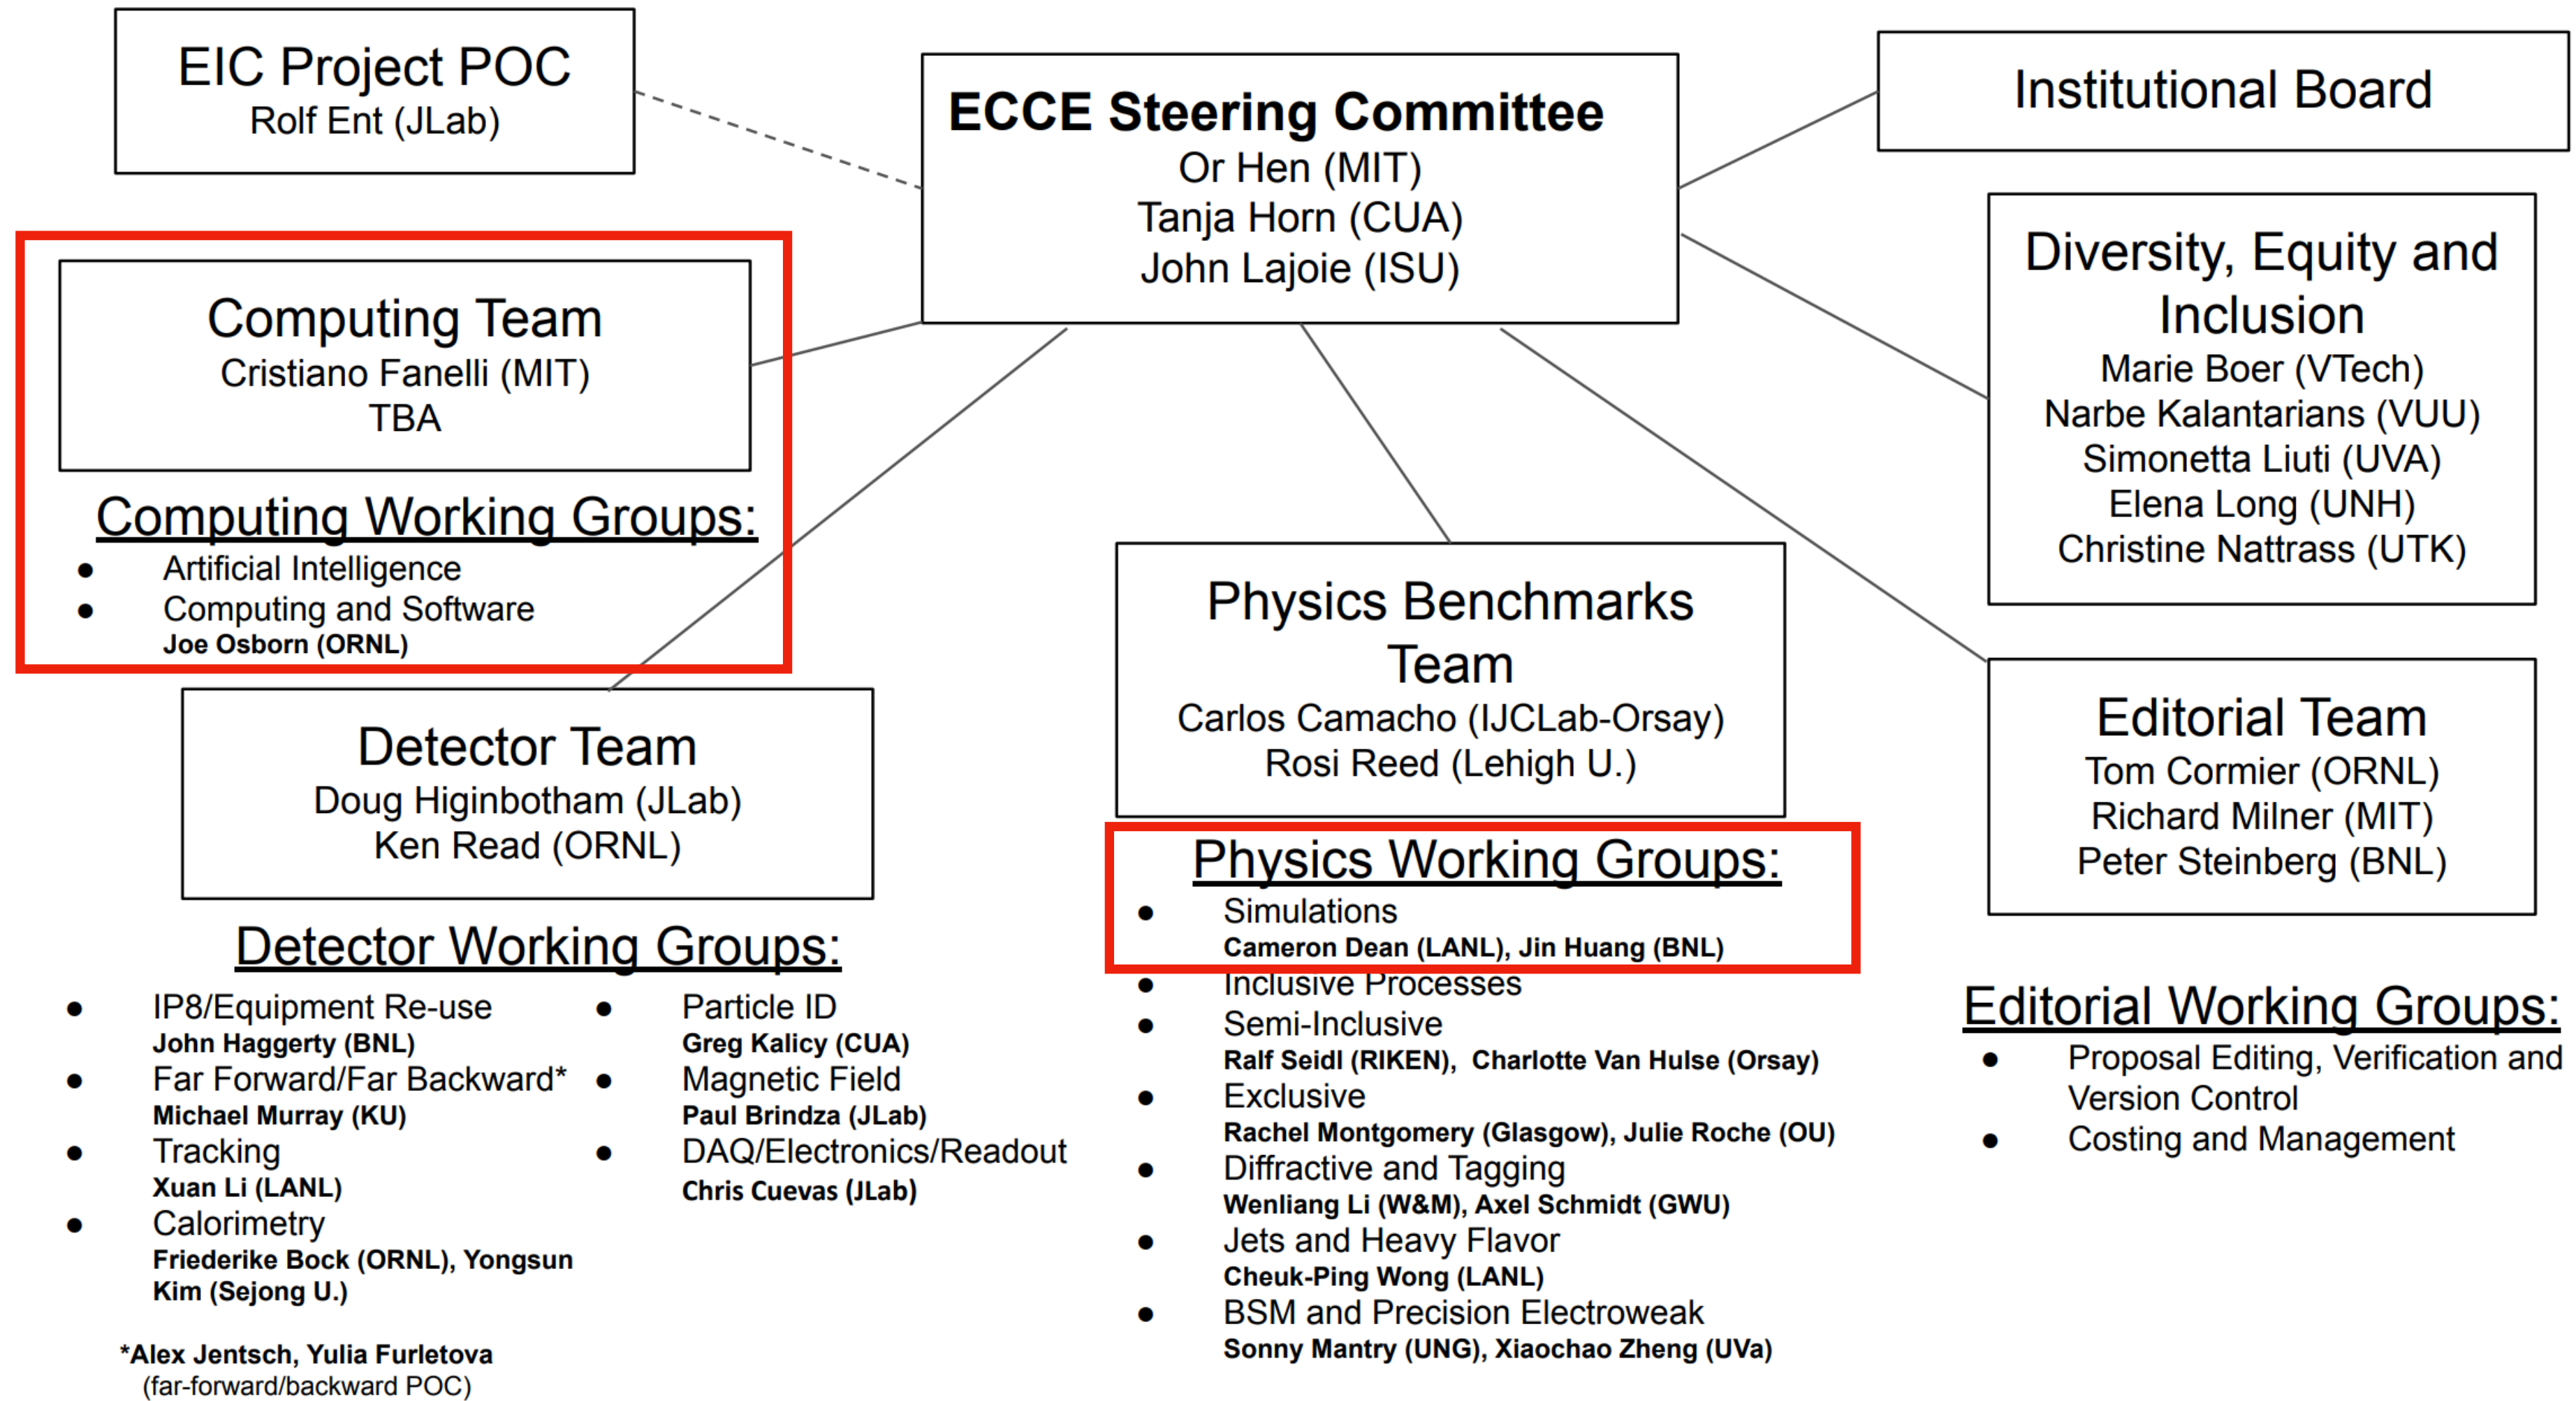 EIC Project POC
Rolf Ent (JLab)
ECCE Steering Committee
Or Hen (MIT)
Tanja Horn (CUA)
John Lajoie (ISU)
Institutional Board
Diversity, Equity and
Inclusion
Marie Boer (VTech)
Narbe Kalantarians (VUU)
Simonetta Liuti (UVA)
Elena Long (UNH)
Christine Nattrass (UTK)
Computing Team
Cristiano Fanelli (MIT)
TBA
Computing Working Groups:
● Artificial Intelligence
● Computing and Software
Joe Osborn (ORNL)
Detector Team
Doug Higinbotham (JLab)
Ken Read (ORNL)
Detector Working Groups:
● IP8/Equipment Re-use
John Haggerty (BNL)
● Far Forward/Far Backward*
Michael Murray (KU)
● Tracking
Xuan Li (LANL)
● Calorimetry
Friederike Bock (ORNL), Yongsun
Kim (Sejong U.)
● Particle ID
Greg Kalicy (CUA)
● Magnetic Field
Paul Brindza (JLab)
● DAQ/Electronics/Readout
Chris Cuevas (JLab)
*Alex Jentsch, Yulia Furletova
(far-forward/backward POC)
Physics Benchmarks
Team
Carlos Camacho (IJCLab-Orsay)
Rosi Reed (Lehigh U.)
Physics Working Groups:
● Simulations
Cameron Dean (LANL), Jin Huang (BNL)
● Inclusive Processes
● Semi-Inclusive
Ralf Seidl (RIKEN), Charlotte Van Hulse (Orsay)
● Exclusive
Rachel Montgomery (Glasgow), Julie Roche (OU)
● Diffractive and Tagging
Wenliang Li (W&M), Axel Schmidt (GWU)
● Jets and Heavy Flavor
Cheuk-Ping Wong (LANL)
● BSM and Precision Electroweak
Sonny Mantry (UNG), Xiaochao Zheng (UVa)
Editorial Team
Tom Cormier (ORNL)
Richard Milner (MIT)
Peter Steinberg (BNL)
Editorial Working Groups:
● Proposal Editing, Verification and
Version Control
● Costing and Management